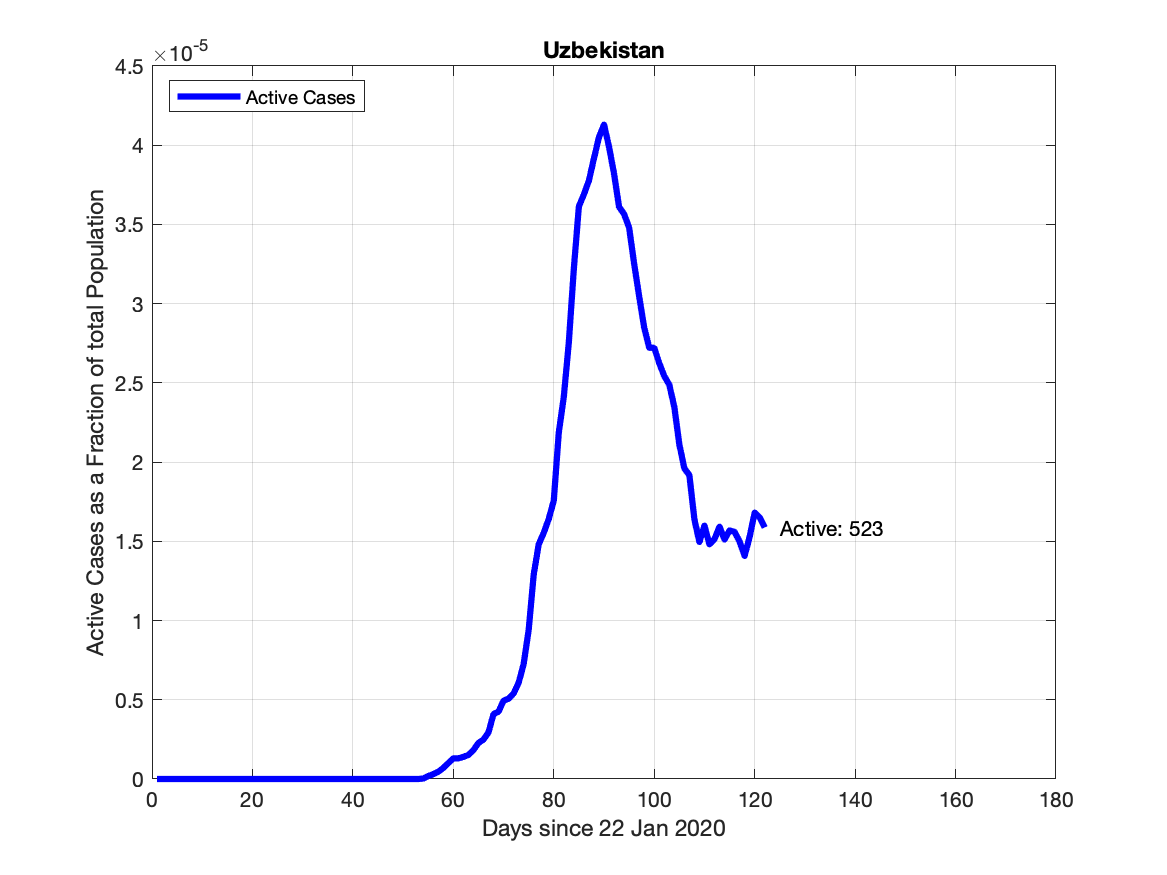 Uzbekistan
×10-5
4.5
4
3.5
3
2.5
2
1.5
1
0.5
0
Active Cases as a Fraction of total Population
Active Cases
Active: 523
0 20 40 60 80 100 120 140 160 180
Days since 22 Jan 2020